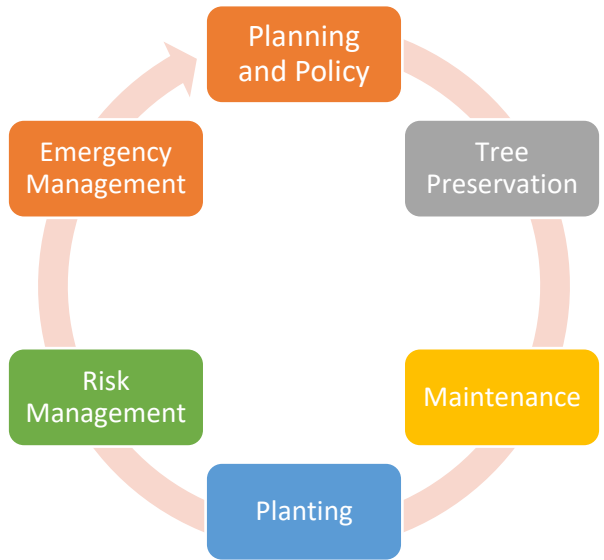 Planning
and Policy
Tree
Preservation
Maintenance
Planting
Risk
Management
Emergency
Management